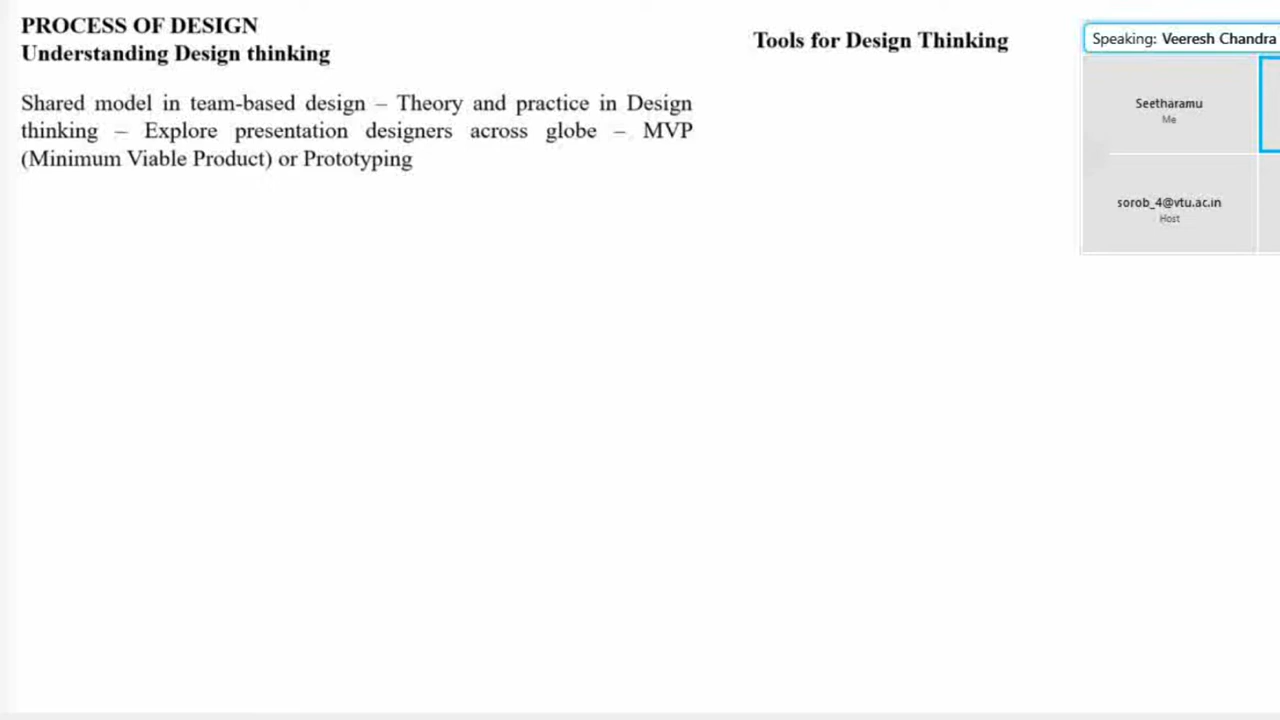 PROCESS OF DESIGN
Understanding Design thinking
Shared model in team-based design – Theory and practice in Design
thinking – Explore presentation designers across globe – MVP
(Minimum Viable Product) or Prototyping
Tools for Design Thinking
Speaking: Veeresh Chandra
Seetharamu
Me
sorob_4@vtu.ac.in
Host